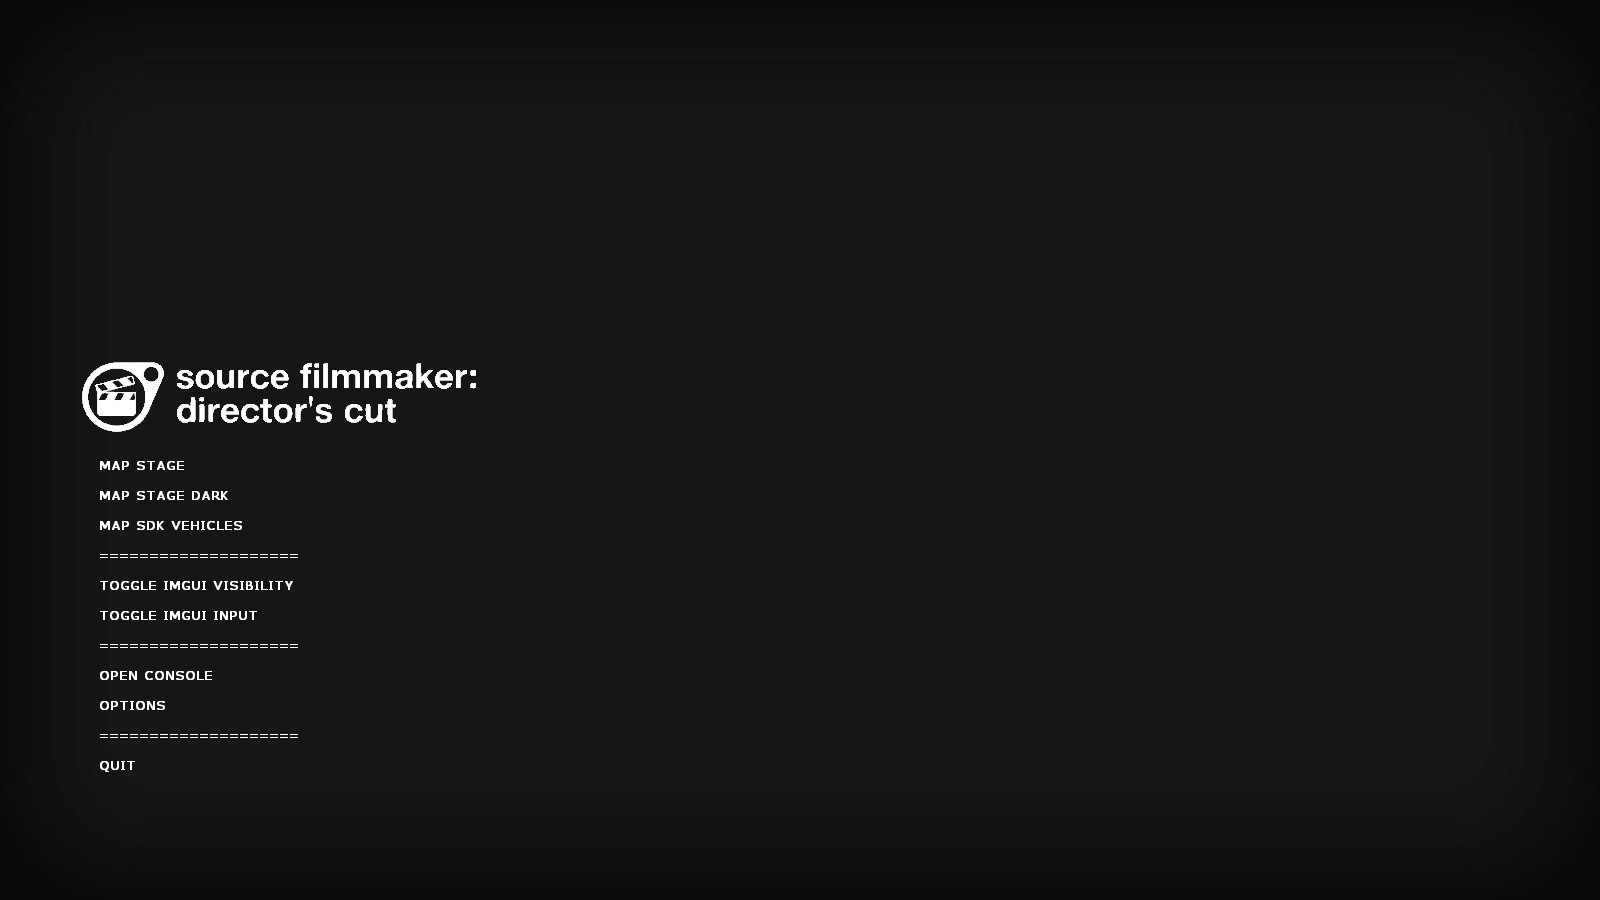 source filmmaker:
director's cut
MAP STAGE
MAP STAGE DARK
MAP SDK VEHICLES
====================
TOGGLE IMGUI VISIBILITY
TOGGLE IMGUI INPUT
====================
OPEN CONSOLE
OPTIONS
====================
QUIT